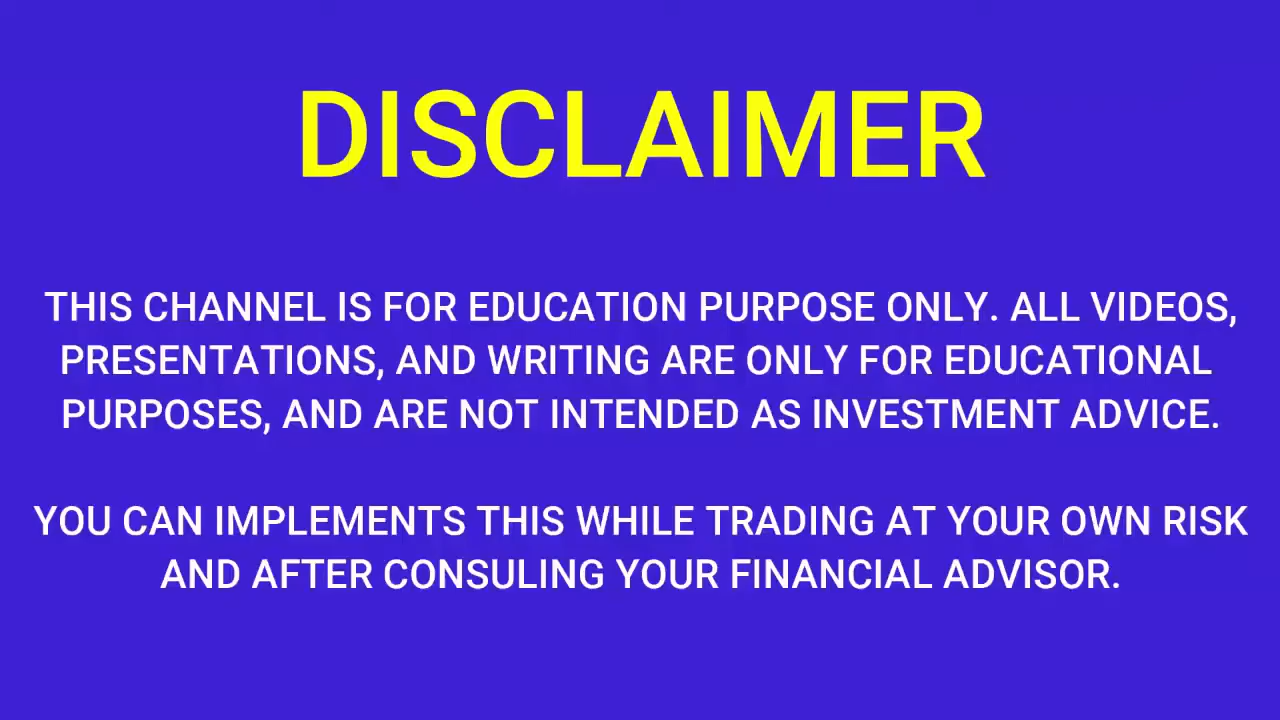 DISCLAIMER
THIS CHANNEL IS FOR EDUCATION PURPOSE ONLY. ALL VIDEOS,
PRESENTATIONS, AND WRITING ARE ONLY FOR EDUCATIONAL
PURPOSES, AND ARE NOT INTENDED AS INVESTMENT ADVICE.
YOU CAN IMPLEMENTS THIS WHILE TRADING AT YOUR OWN RISK
AND AFTER CONSULING YOUR FINANCIAL ADVISOR.